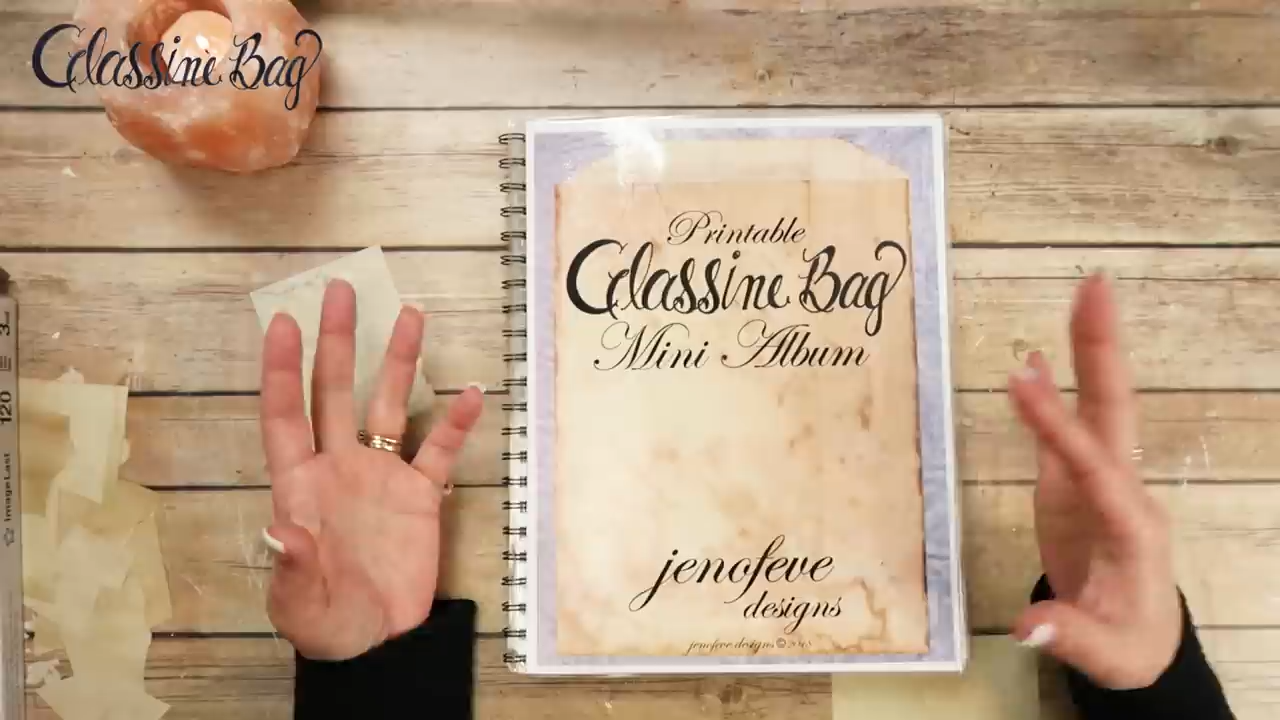 Glassine Bag
Printable
Glassine Bag
Mini Album
jenofeve
designs
jenofeve designs©
120
ImageLast